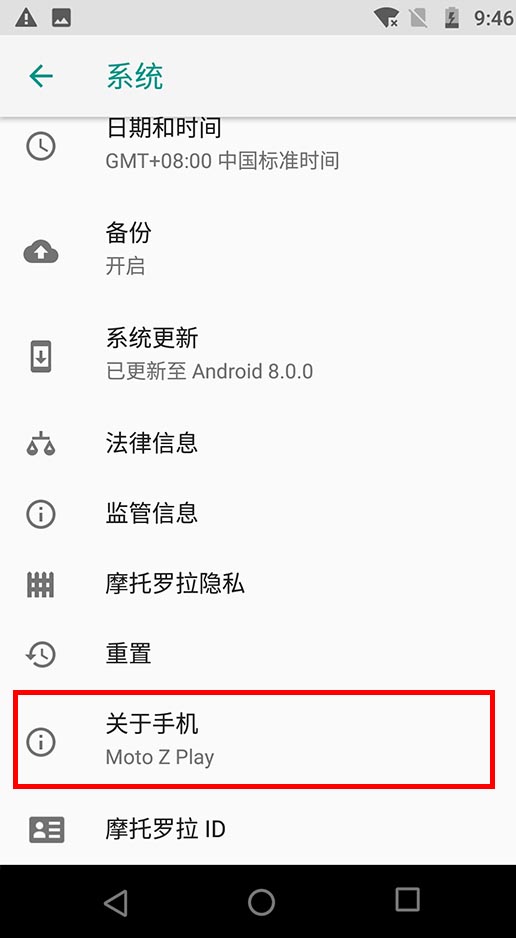 9:46
系统
日期和时间
GMT+08:00 中国标准时间
备份
开启
系统更新
已更新至 Android 8.0.0
法律信息
监管信息
摩托罗拉隐私
重置
关于手机
Moto Z Play
摩托罗拉 ID